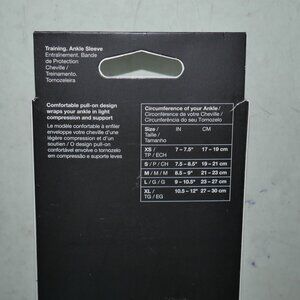 Training. Ankle Sleeve
Entraînement. Bande
de Protection
Cheville /
Treinamento.
Tornozeleira
Comfortable pull-on design
wraps your ankle in light
compression and support
Le modèle confortable à enfiler
enveloppe votre cheville d'une
légère compression et d'un
soutien / O design pull-on
confortável envolve o tornozelo
em compressão e suporte leves
Circumference of your Ankle/
Circonférence de votre Cheville /
Circunferência do seu Tornozelo
Size / IN CM
Taille /
Tamanho
XS / 7 - 7.5" 17 - 19 cm
TP / ECH
S / P / CH 7.5 - 8.5" 19 - 21 cm
M / M / M 8.5 - 9" 21 - 23 cm
L / G / G 9 - 10.5" 23 - 27 cm
XL / 10.5 - 12" 27 - 30 cm
TG / EG